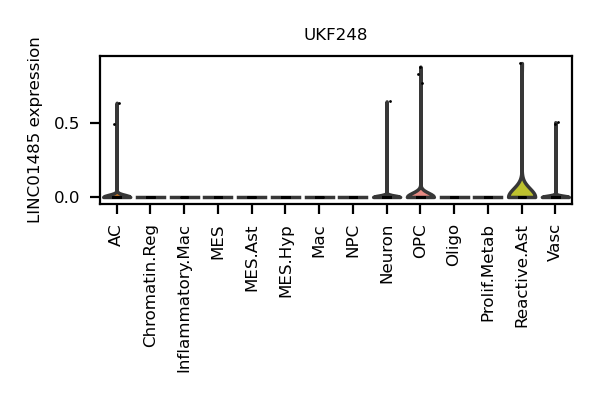 UKF248
LINC01485 expression
0.5
0.0
AC
Chromatin.Reg
Inflammatory.Mac
MES
MES.Ast
MES.Hyp
Mac
NPC
Neuron
OPC
Oligo
Prolif.Metab
Reactive.Ast
Vasc